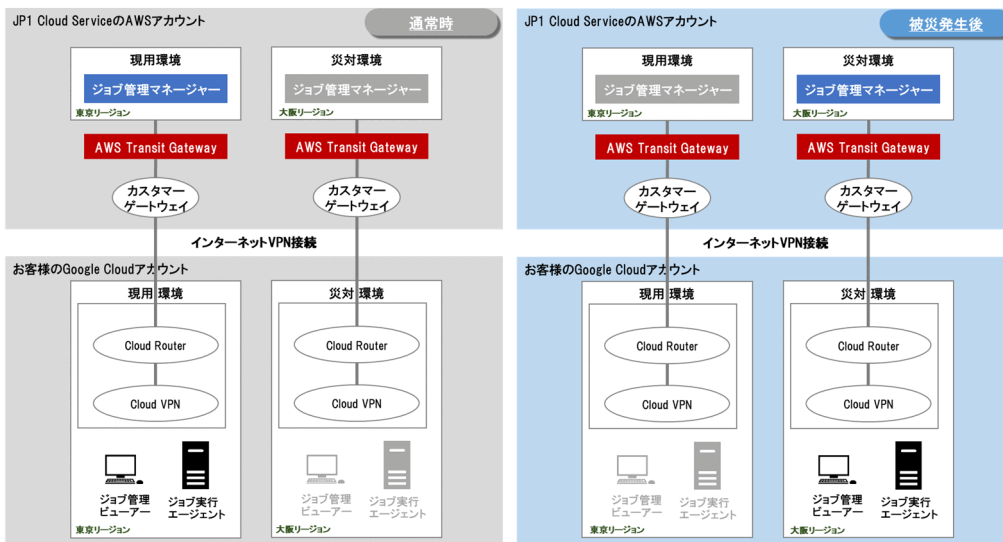 JP1 Cloud ServiceのAWSアカウント
通常時
現用環境
ジョブ管理マネージャー
東京リージョン
AWS Transit Gateway
カスタマー
ゲートウェイ
災対環境
ジョブ管理マネージャー
大阪リージョン
AWS Transit Gateway
カスタマー
ゲートウェイ
インターネットVPN接続
お客様のGoogle Cloudアカウント
現用環境
Cloud Router
Cloud VPN
ジョブ管理
ビューアー
ジョブ実行
エージェント
東京リージョン
災対環境
Cloud Router
Cloud VPN
ジョブ管理
ビューアー
ジョブ実行
エージェント
大阪リージョン
JP1 Cloud ServiceのAWSアカウント
被災発生後
現用環境
ジョブ管理マネージャー
東京リージョン
AWS Transit Gateway
カスタマー
ゲートウェイ
災対環境
ジョブ管理マネージャー
大阪リージョン
AWS Transit Gateway
カスタマー
ゲートウェイ
インターネットVPN接続
お客様のGoogle Cloudアカウント
現用環境
Cloud Router
Cloud VPN
ジョブ管理
ビューアー
ジョブ実行
エージェント
東京リージョン
災対環境
Cloud Router
Cloud VPN
ジョブ管理
ビューアー
ジョブ実行
エージェント
大阪リージョン